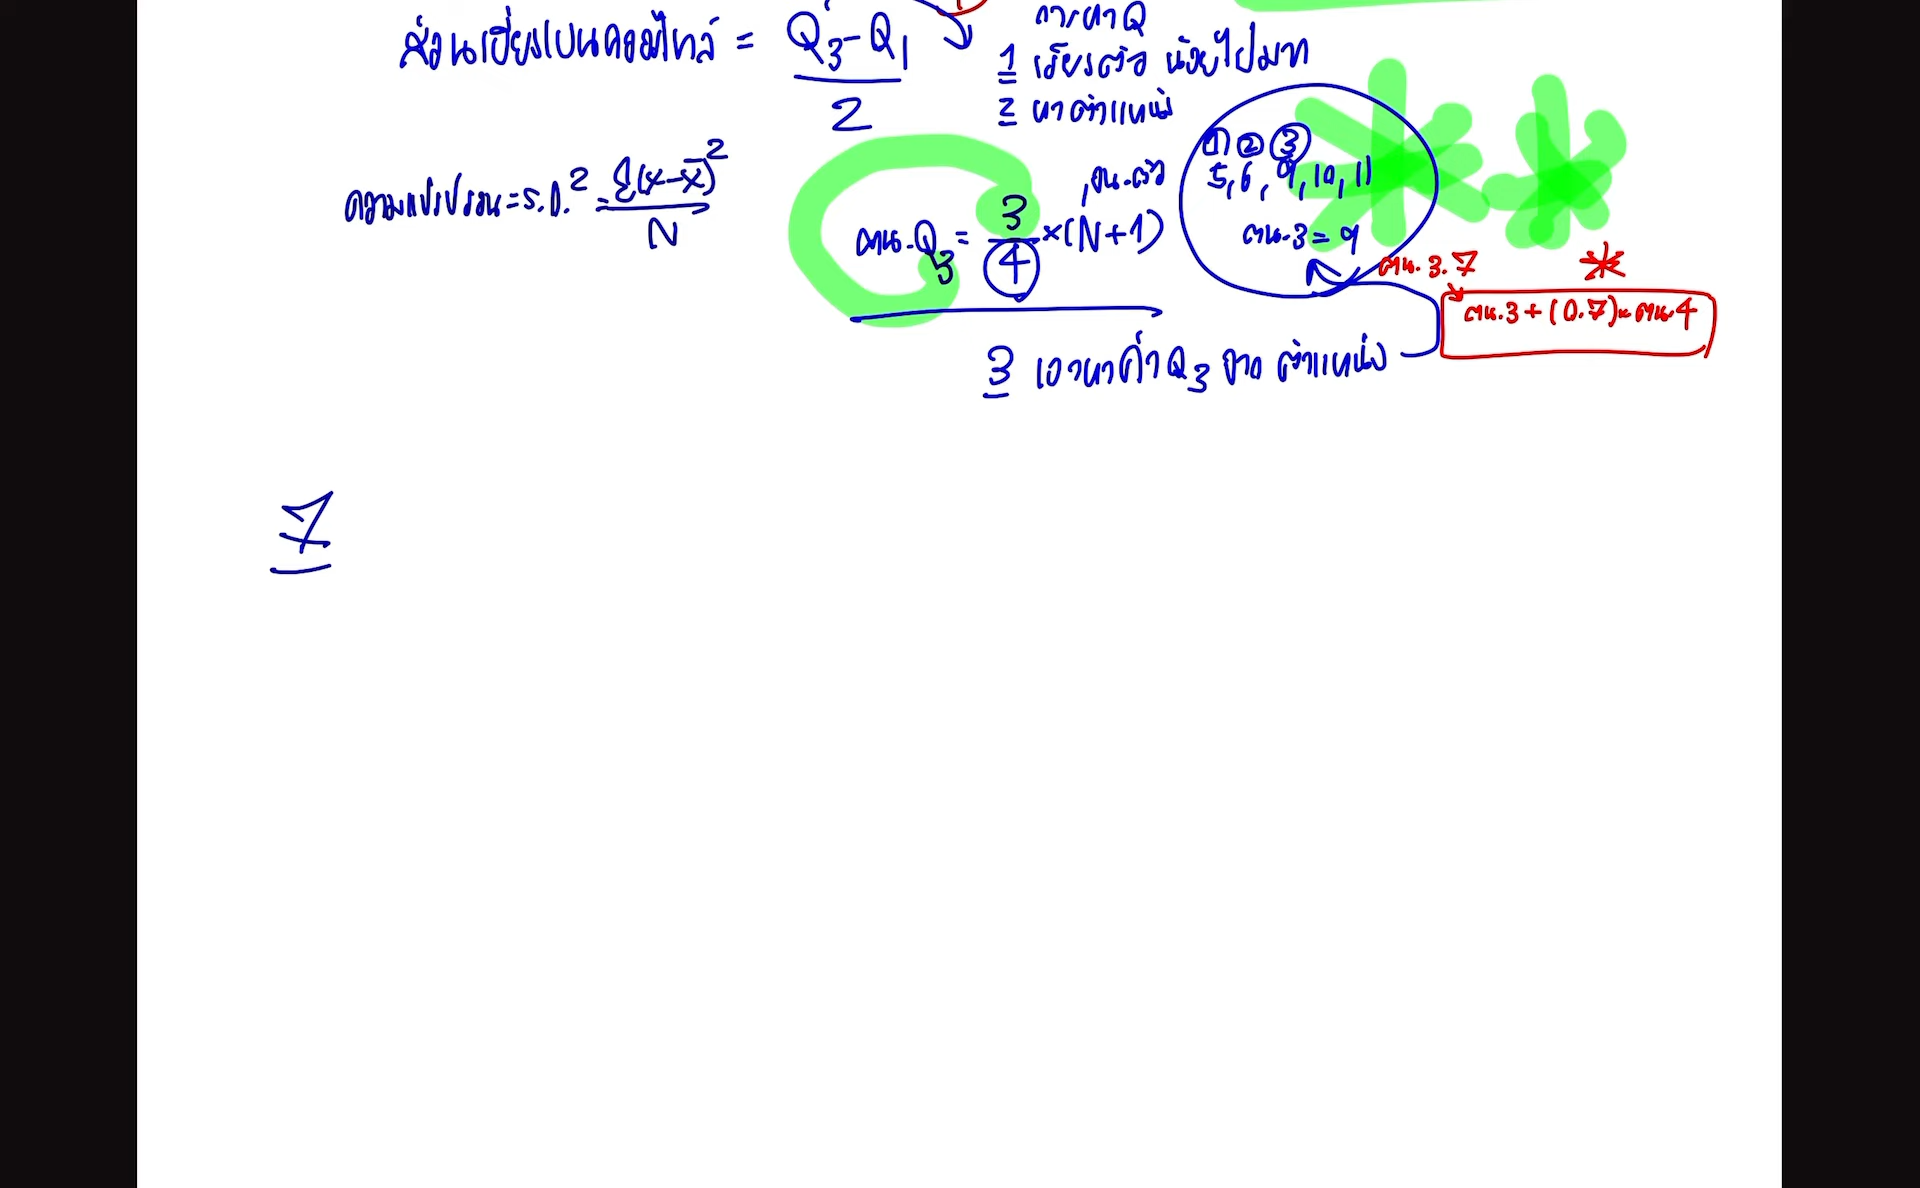 ส่วนเบี่ยงเบนควอไทล์ = Q3-Q1
2
การหา Q
1 เรียงตัว น้อยไปมาก
2 หาตำแหน่ง
ความแปรปรวน = S.D.² = Σ(x-x̄)²
N
ตน.Q3 = 3/4 ×(N+1)
จน.ตัว
① ② ③
5, 6, 9, 10, 11
ตน.3 = 9
ตน.3.7
*
ตน.3+(0.7)×ตน.4
3 เอาหาค่า Q3 จาก ตำแหน่ง
7